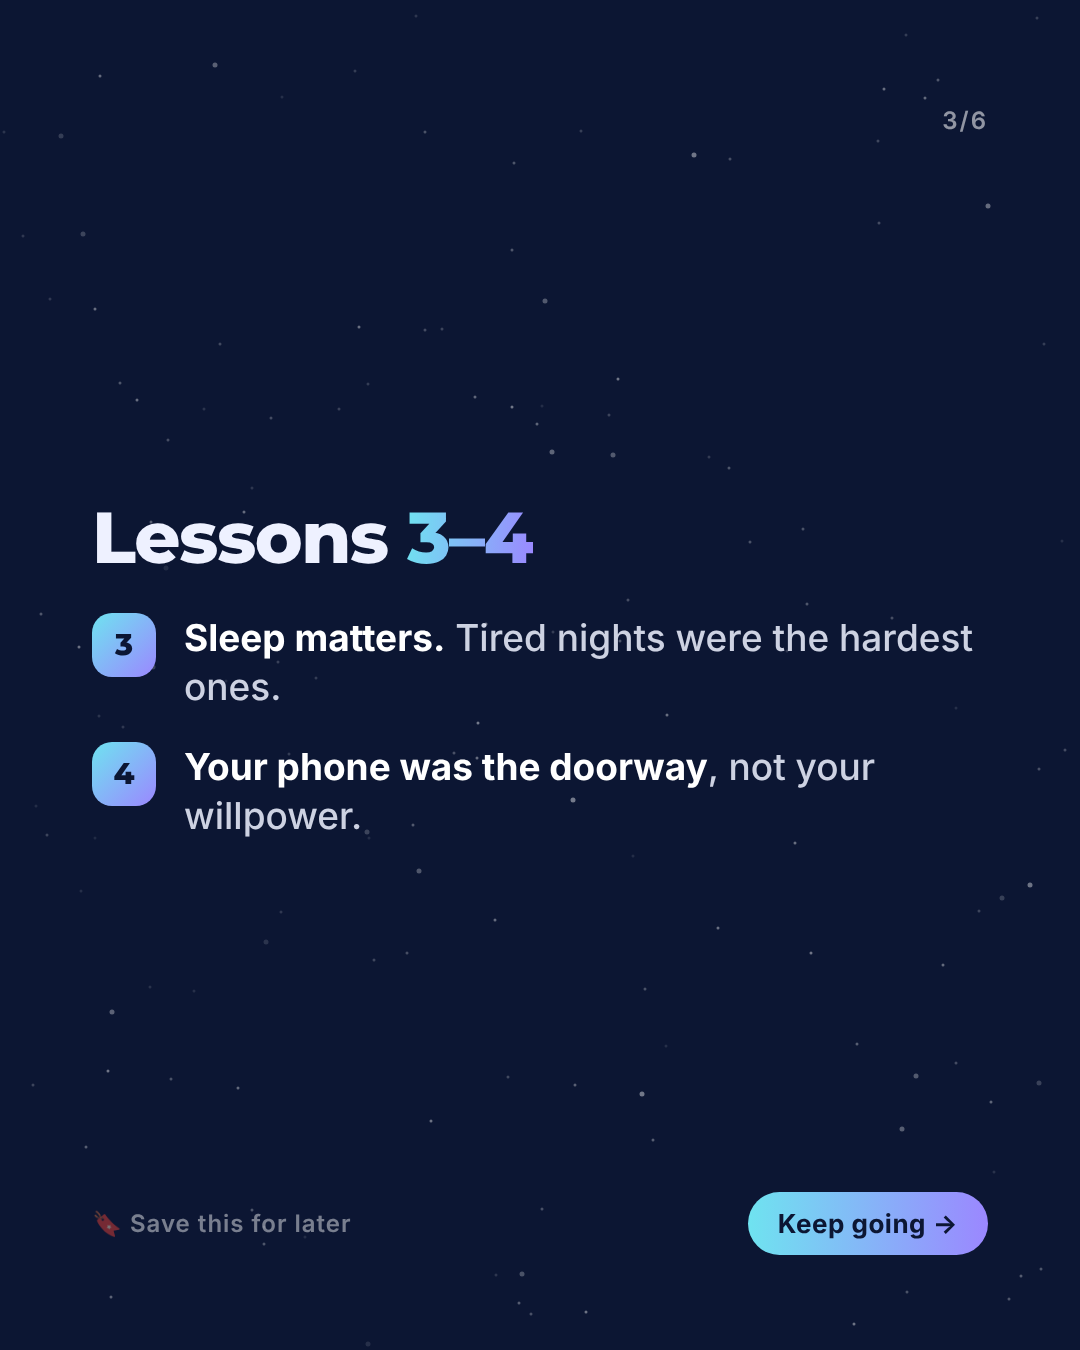 3/6
Lessons 3–4
3
Sleep matters. Tired nights were the hardest
ones.
4
Your phone was the doorway, not your
willpower.
Save this for later
Keep going →